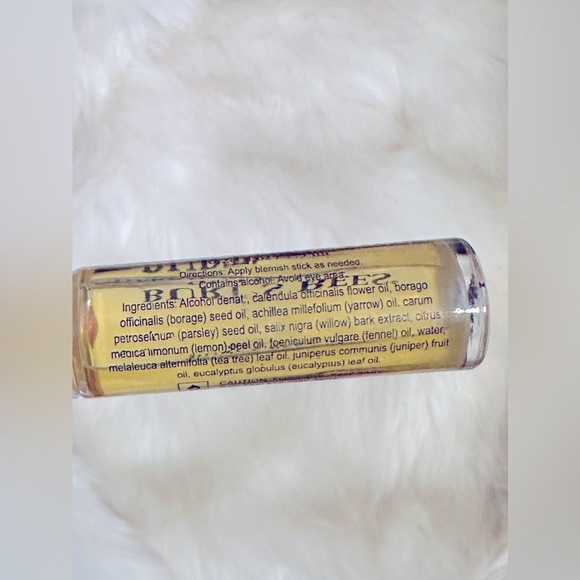 Directions: Apply blemish stick as needed.
Contains alcohol. Avoid eye area.
BURT'S BEES
Ingredients: Alcohol denat., calendula officinalis flower oil, borago
officinalis (borage) seed oil, achillea millefolium (yarrow) oil, carum
petroselinum (parsley) seed oil, salix nigra (willow) bark extract, citrus
medica limonum (lemon) peel oil, foeniculum vulgare (fennel) oil, water,
melaleuca alternifolia (tea tree) leaf oil, juniperus communis (juniper) fruit
oil, eucalyptus globulus (eucalyptus) leaf oil.
CAUTION: